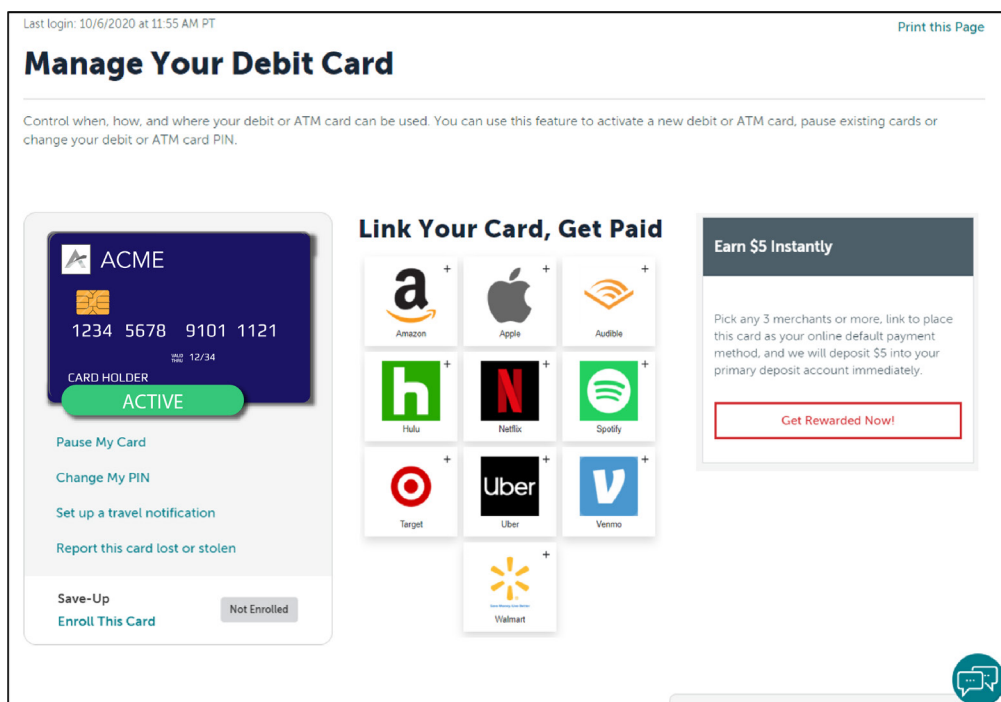 Last login: 10/6/2020 at 11:55 AM PT
Print this Page
Manage Your Debit Card
Control when, how, and where your debit or ATM card can be used. You can use this feature to activate a new debit or ATM card, pause existing cards or
change your debit or ATM card PIN.
ACME
1234 5678 9101 1121
VALID
THRU 12/34
CARD HOLDER
ACTIVE
Pause My Card
Change My PIN
Set up a travel notification
Report this card lost or stolen
Save-Up
Enroll This Card
Not Enrolled
Link Your Card, Get Paid
a + + +
Amazon Apple Audible
h + N + +
Hulu Netflix Spotify
+ Uber + V +
Target Uber Venmo
+
Walmart
Earn $5 Instantly
Pick any 3 merchants or more, link to place
this card as your online default payment
method, and we will deposit $5 into your
primary deposit account immediately.
Get Rewarded Now!